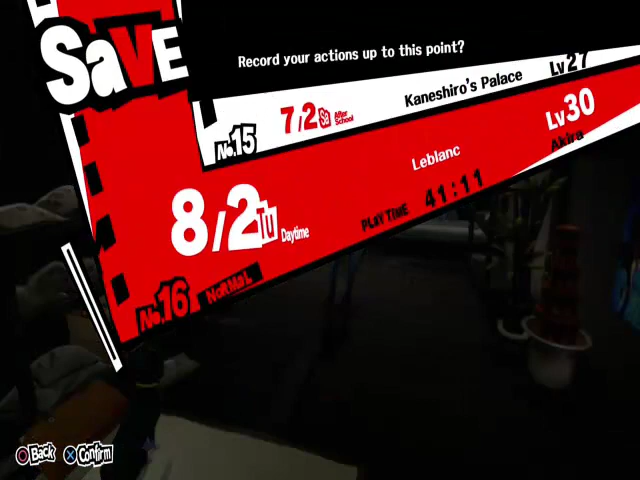 SaVE
Record your actions up to this point?
No.15 7/2 Sa After School Kaneshiro's Palace Lv27
8/2 Tu Daytime Leblanc Lv30
Akira
PLAY TIME 41:11
No.16 NORMAL
Back Confirm